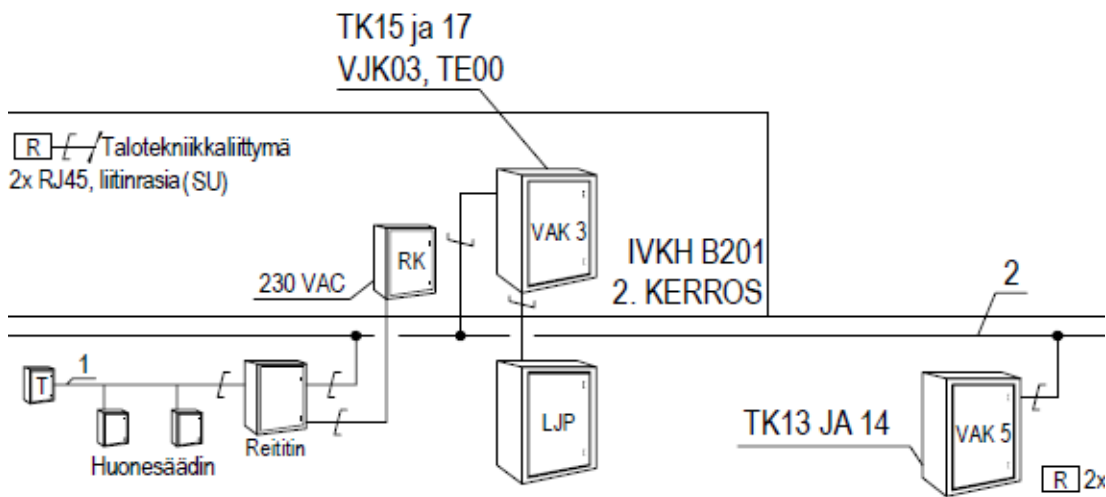 TK15 ja 17
VJK03, TE00
R Talotekniikkaliittymä
2x RJ45, liitinrasia(SU)
VAK 3
RK
IVKH B201
230 VAC
2. KERROS
2
1
T
LJP
TK13 JA 14
VAK 5
Reititin
Huonesäädin
R 2x